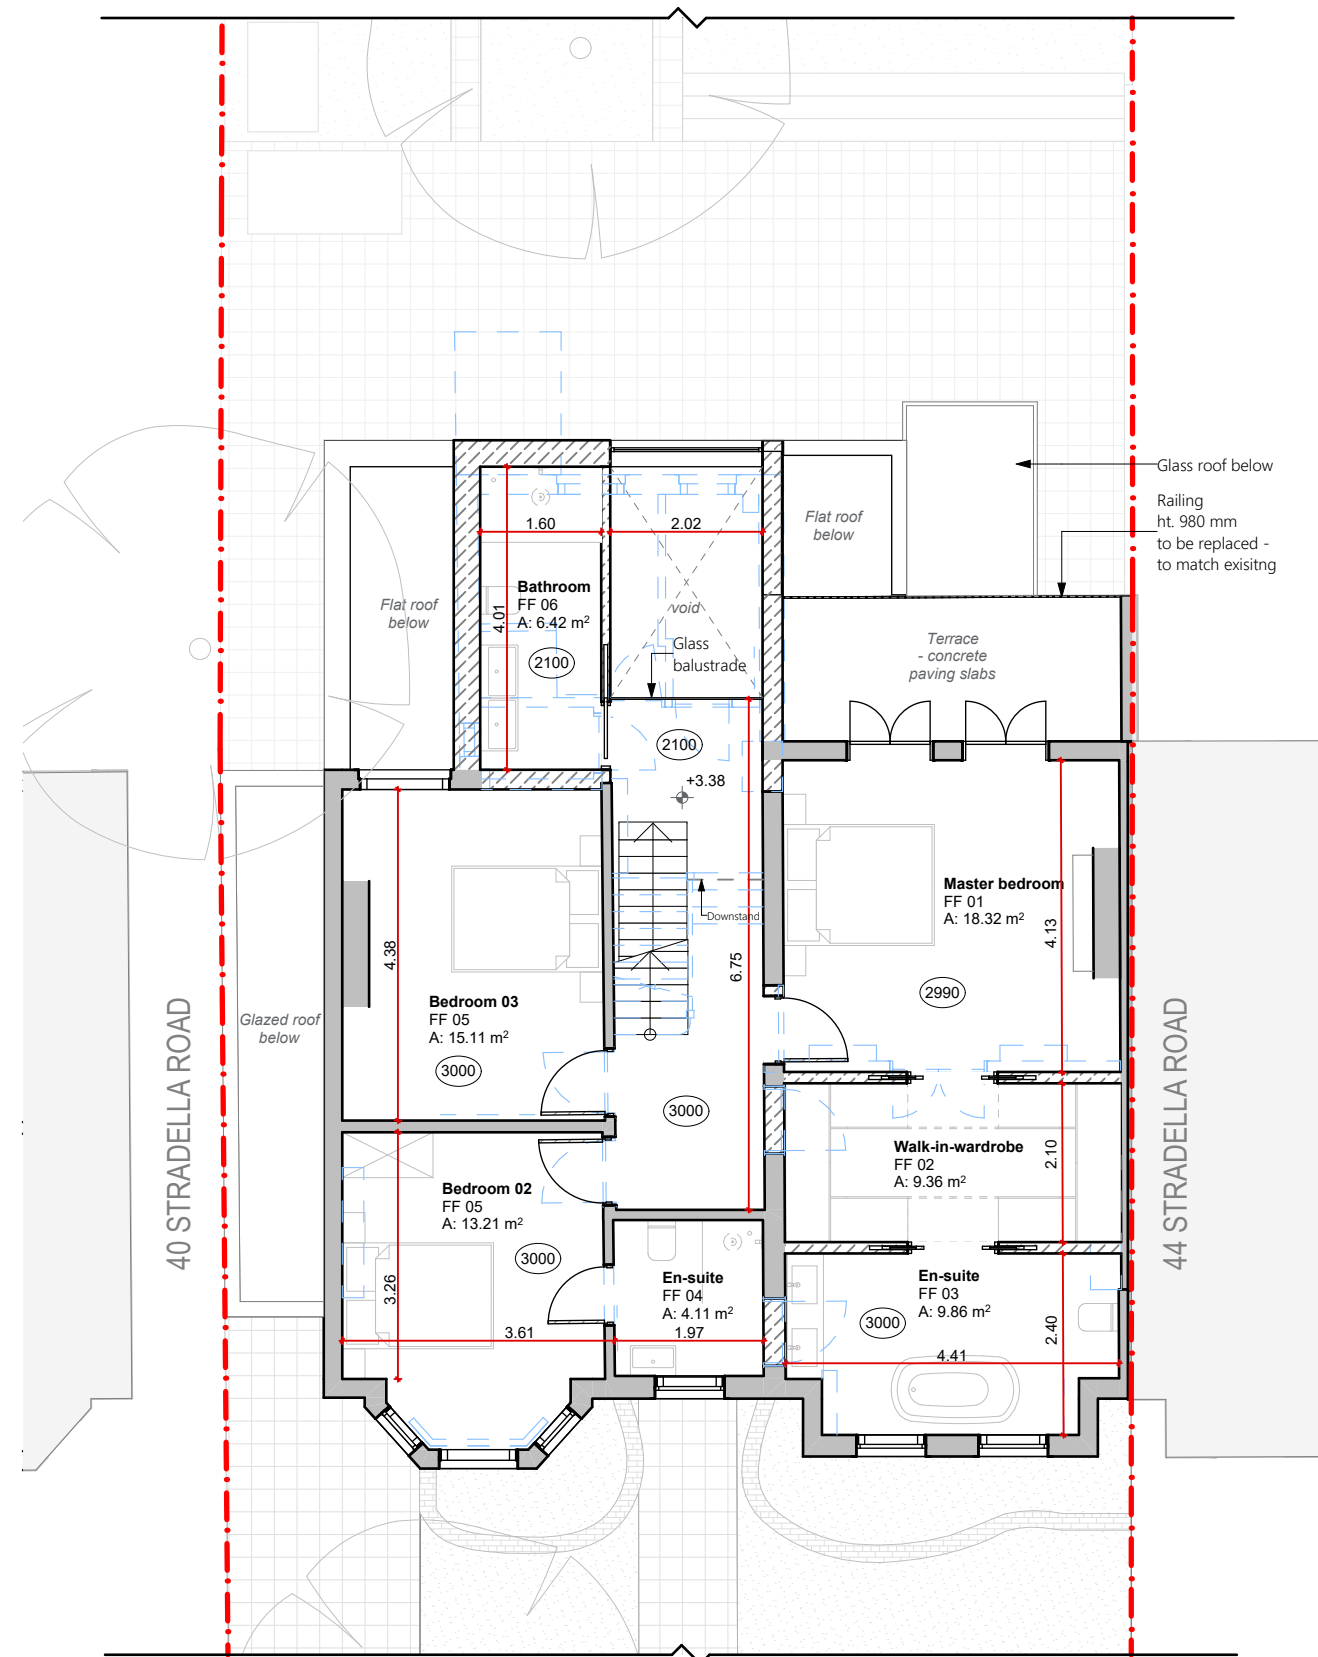 Glass roof below
Railing
ht. 980 mm
to be replaced -
to match exisitng
1.60
2.02
Flat roof
below
Bathroom
FF 06
A: 6.42 m²
4.01
2100
void
Glass
balustrade
Flat roof
below
Terrace
- concrete
paving slabs
2100
+3.38
Downstand
6.75
Master bedroom
FF 01
A: 18.32 m²
4.13
2990
4.38
Bedroom 03
FF 05
A: 15.11 m²
3000
Glazed roof
below
40 STRADELLA ROAD
44 STRADELLA ROAD
3000
Walk-in-wardrobe
FF 02
A: 9.36 m²
2.10
Bedroom 02
FF 05
A: 13.21 m²
3000
3.26
3.61
En-suite
FF 04
A: 4.11 m²
1.97
En-suite
FF 03
A: 9.86 m²
3000
2.40
4.41